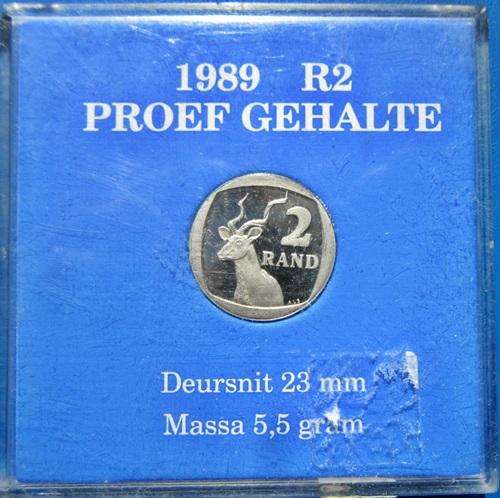 1989 R2
PROEF GEHALTE
2
RAND
Deursnit 23 mm
Massa 5,5 gram